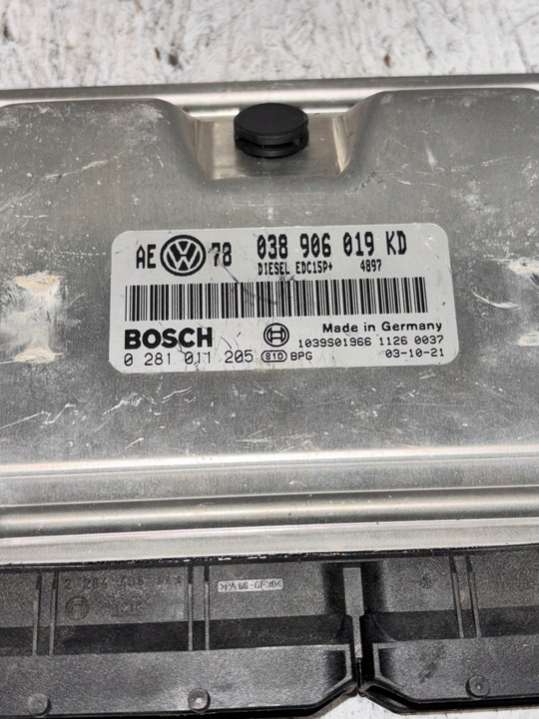 AE 78 038 906 019 KD
DIESEL EDC15P+ 4897
BOSCH Made in Germany
1039S01966 1126 0037
0 281 011 205 S10 BPG 03-10-21